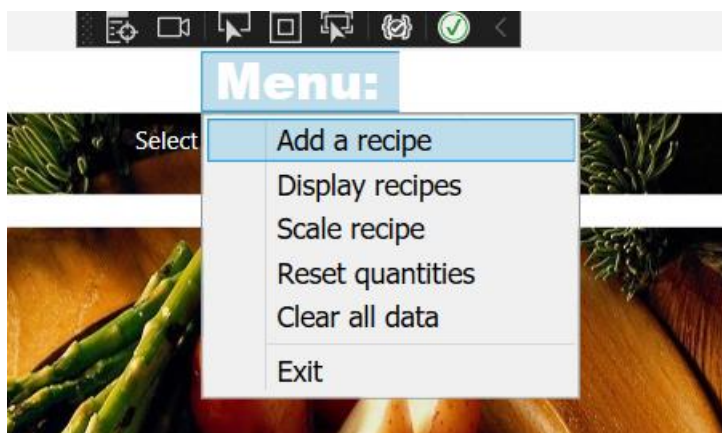 Menu:
Select
Add a recipe
Display recipes
Scale recipe
Reset quantities
Clear all data
Exit